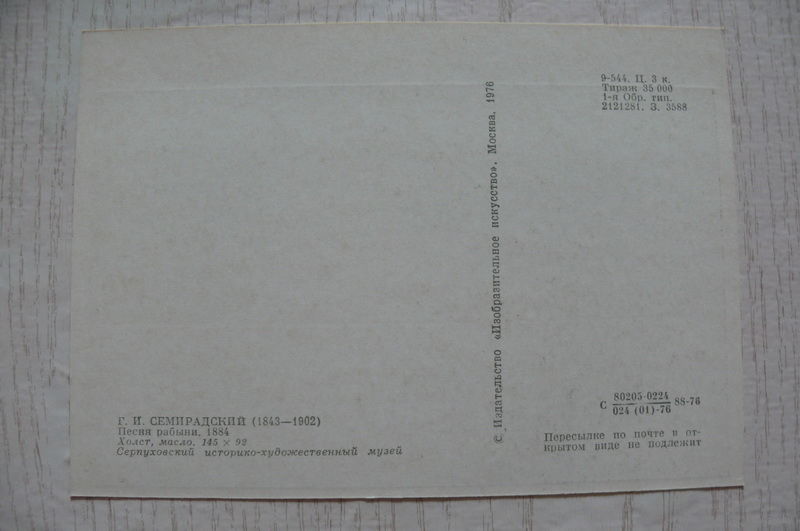 9-544. Ц. 3 к.
Тираж 35 000
1-я Обр. тип.
2121281. З. 3588
© Издательство «Изобразительное искусство». Москва. 1976
С 80205-0224 88-76
024 (01)-76
Г. И. СЕМИРАДСКИЙ (1843—1902)
Песня рабыни. 1884
Холст, масло. 145 × 92
Серпуховский историко-художественный музей
Пересылке по почте в от-
крытом виде не подлежит